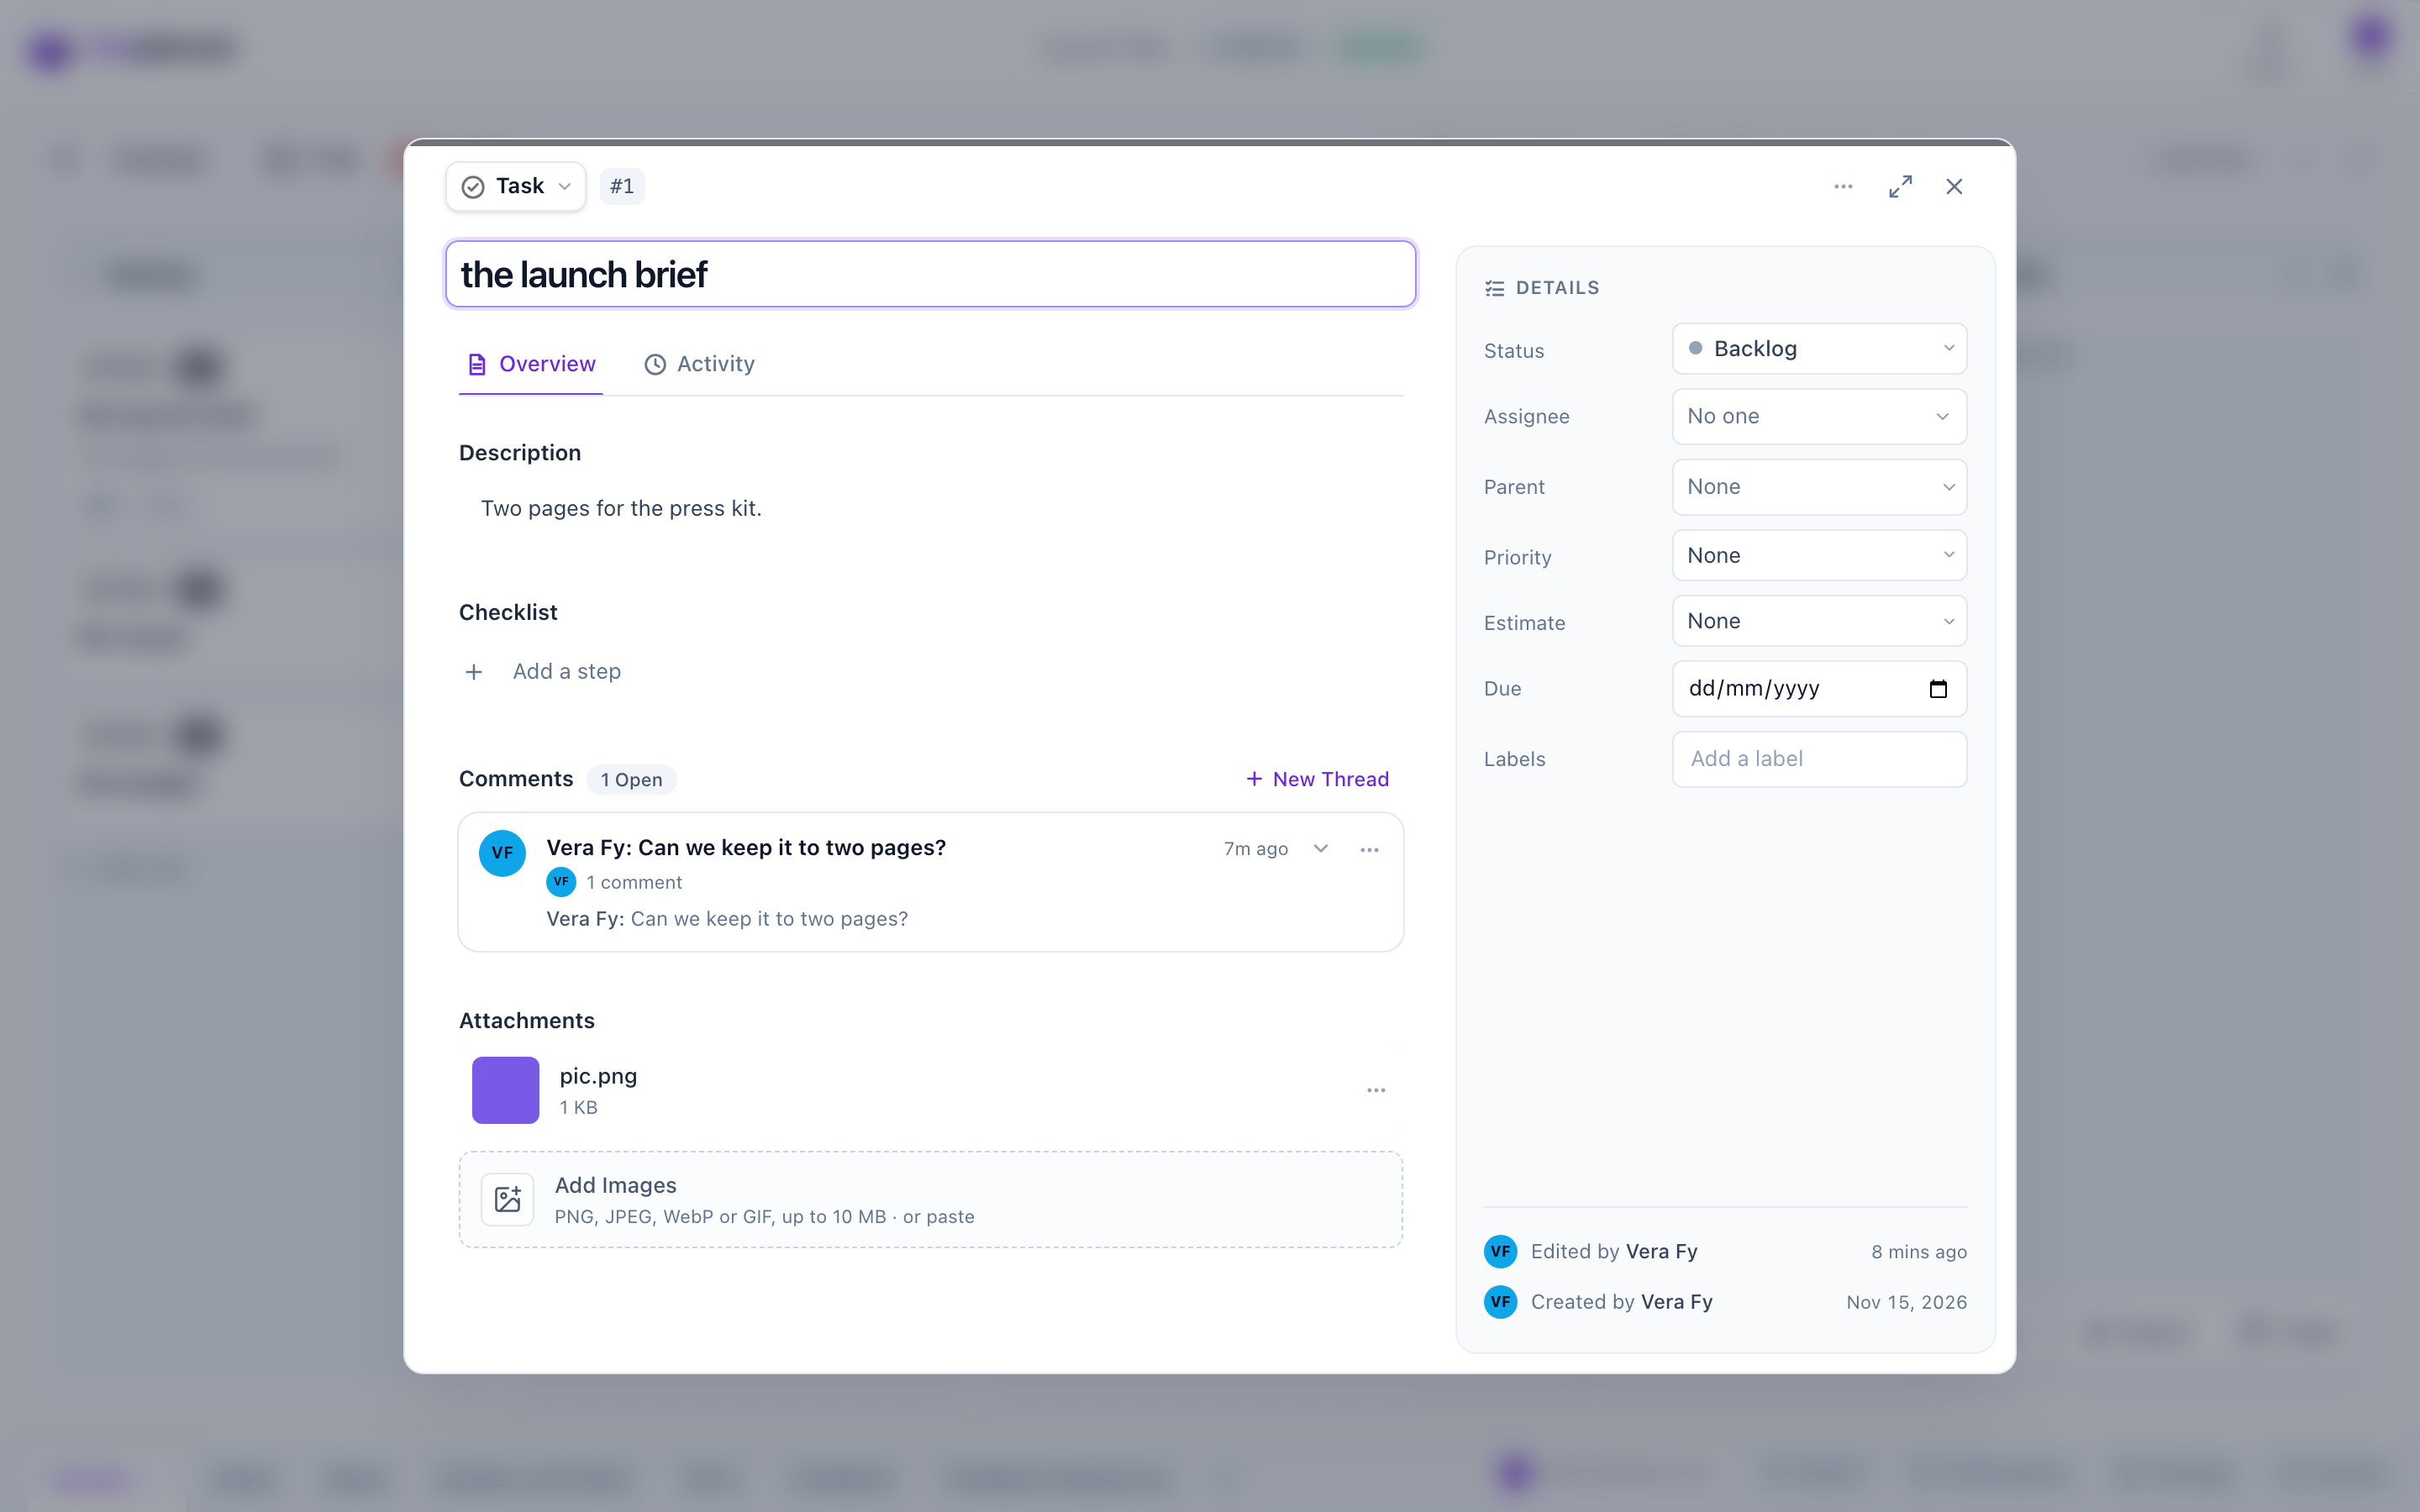 Task
#1
the launch brief
Overview
Activity
Description
Two pages for the press kit.
Checklist
Add a step
Comments
1 Open
New Thread
VF
Vera Fy: Can we keep it to two pages?
7m ago
VF
1 comment
Vera Fy: Can we keep it to two pages?
Attachments
pic.png
1 KB
Add Images
PNG, JPEG, WebP or GIF, up to 10 MB · or paste
DETAILS
Status
Backlog
Assignee
No one
Parent
None
Priority
None
Estimate
None
Due
dd/mm/yyyy
Labels
Add a label
VF
Edited by Vera Fy
8 mins ago
VF
Created by Vera Fy
Nov 15, 2026